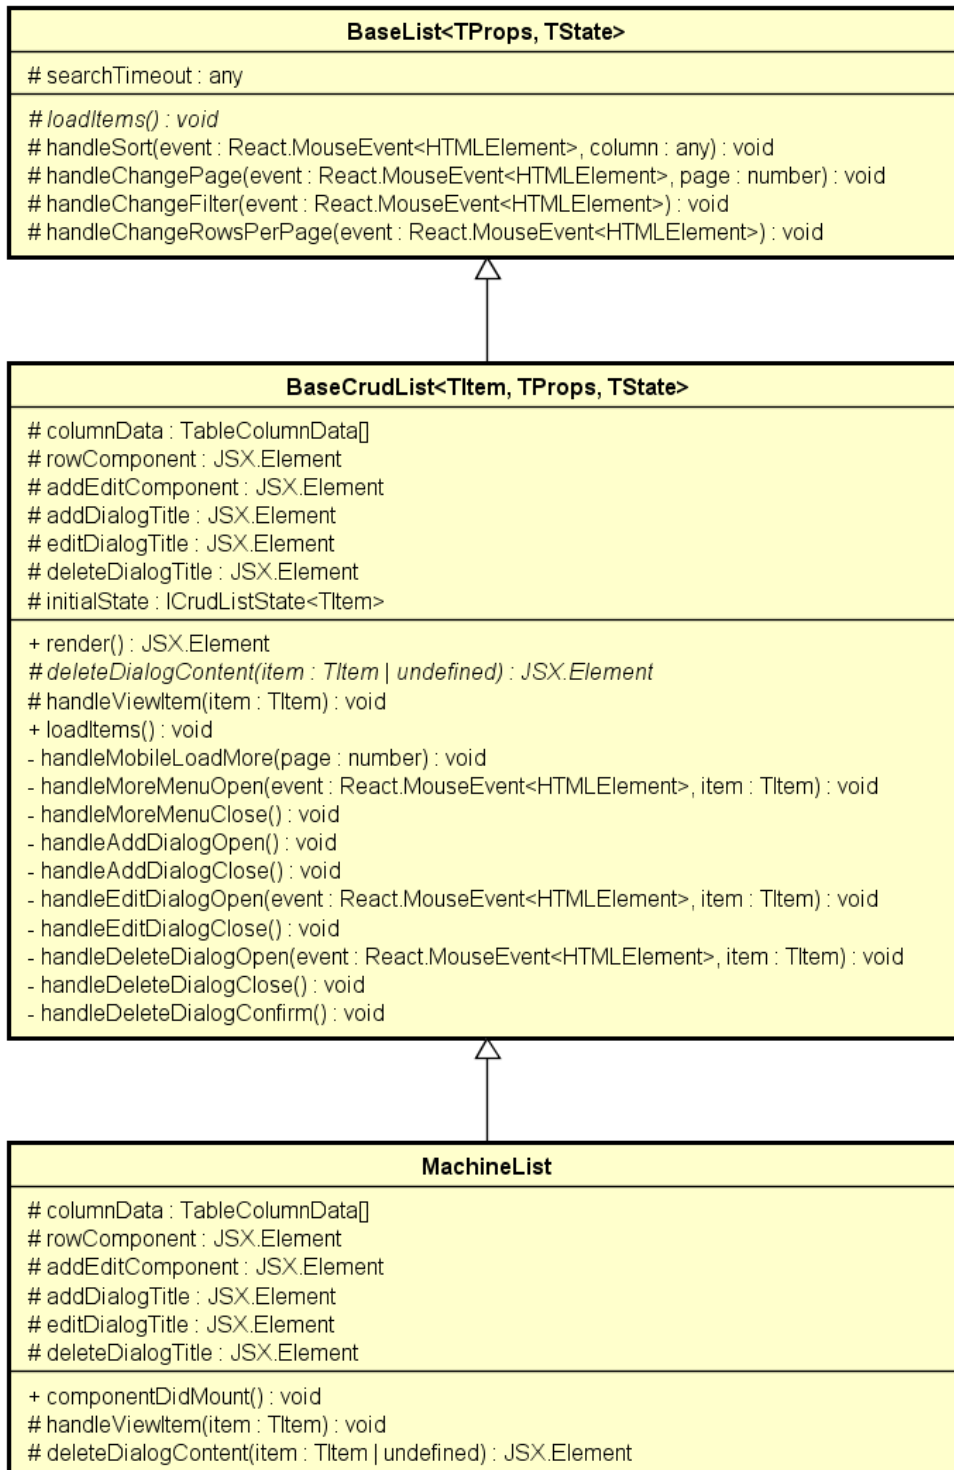 BaseList<TProps, TState>
# searchTimeout : any
# loadItems() : void
# handleSort(event : React.MouseEvent<HTMLElement>, column : any) : void
# handleChangePage(event : React.MouseEvent<HTMLElement>, page : number) : void
# handleChangeFilter(event : React.MouseEvent<HTMLElement>) : void
# handleChangeRowsPerPage(event : React.MouseEvent<HTMLElement>) : void
BaseCrudList<TItem, TProps, TState>
# columnData : TableColumnData[]
# rowComponent : JSX.Element
# addEditComponent : JSX.Element
# addDialogTitle : JSX.Element
# editDialogTitle : JSX.Element
# deleteDialogTitle : JSX.Element
# initialState : ICrudListState<TItem>
+ render() : JSX.Element
# deleteDialogContent(item : TItem | undefined) : JSX.Element
# handleViewItem(item : TItem) : void
+ loadItems() : void
- handleMobileLoadMore(page : number) : void
- handleMoreMenuOpen(event : React.MouseEvent<HTMLElement>, item : TItem) : void
- handleMoreMenuClose() : void
- handleAddDialogOpen() : void
- handleAddDialogClose() : void
- handleEditDialogOpen(event : React.MouseEvent<HTMLElement>, item : TItem) : void
- handleEditDialogClose() : void
- handleDeleteDialogOpen(event : React.MouseEvent<HTMLElement>, item : TItem) : void
- handleDeleteDialogClose() : void
- handleDeleteDialogConfirm() : void
MachineList
# columnData : TableColumnData[]
# rowComponent : JSX.Element
# addEditComponent : JSX.Element
# addDialogTitle : JSX.Element
# editDialogTitle : JSX.Element
# deleteDialogTitle : JSX.Element
+ componentDidMount() : void
# handleViewItem(item : TItem) : void
# deleteDialogContent(item : TItem | undefined) : JSX.Element